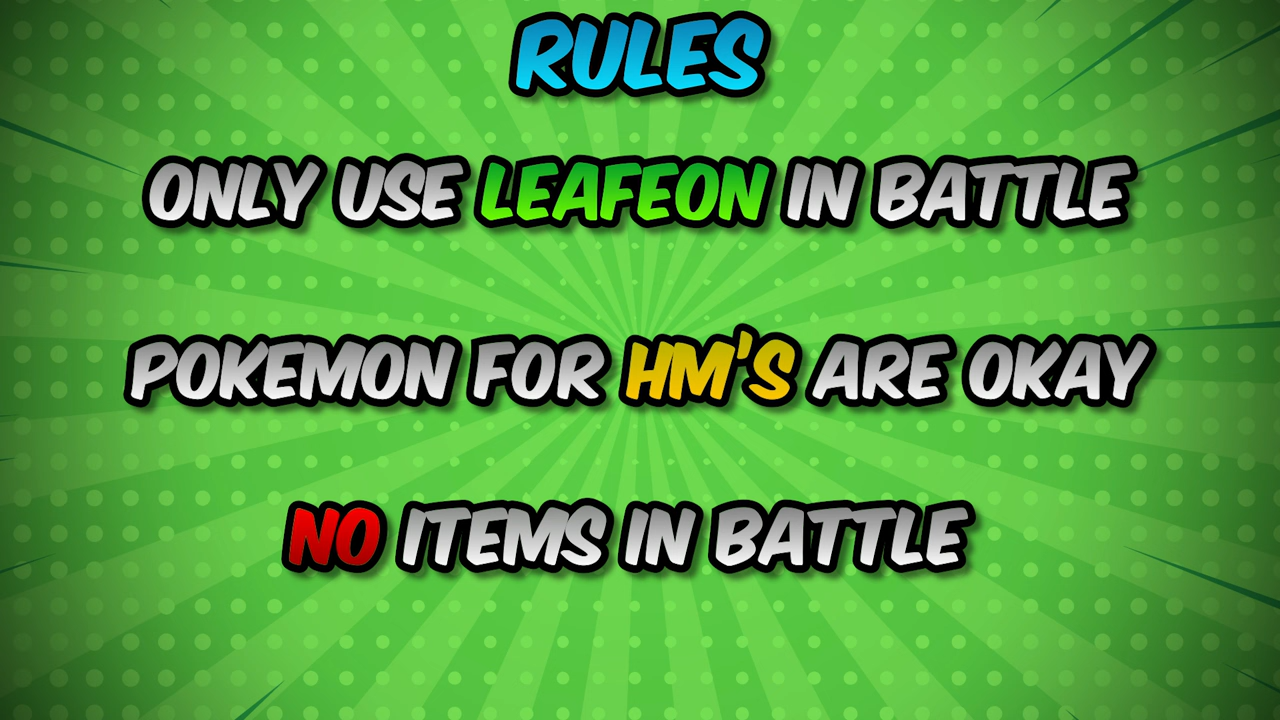 RULES
ONLY USE LEAFEON IN BATTLE
POKEMON FOR HM'S ARE OKAY
NO ITEMS IN BATTLE